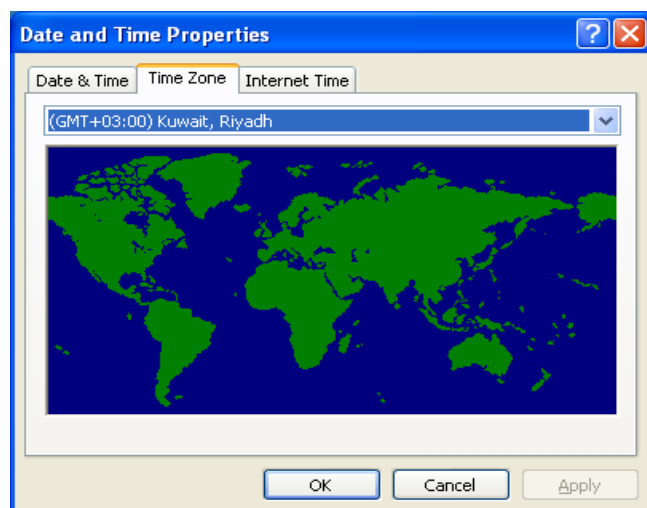 Date and Time Properties
Date & Time Time Zone Internet Time
(GMT+03:00) Kuwait, Riyadh
OK Cancel Apply